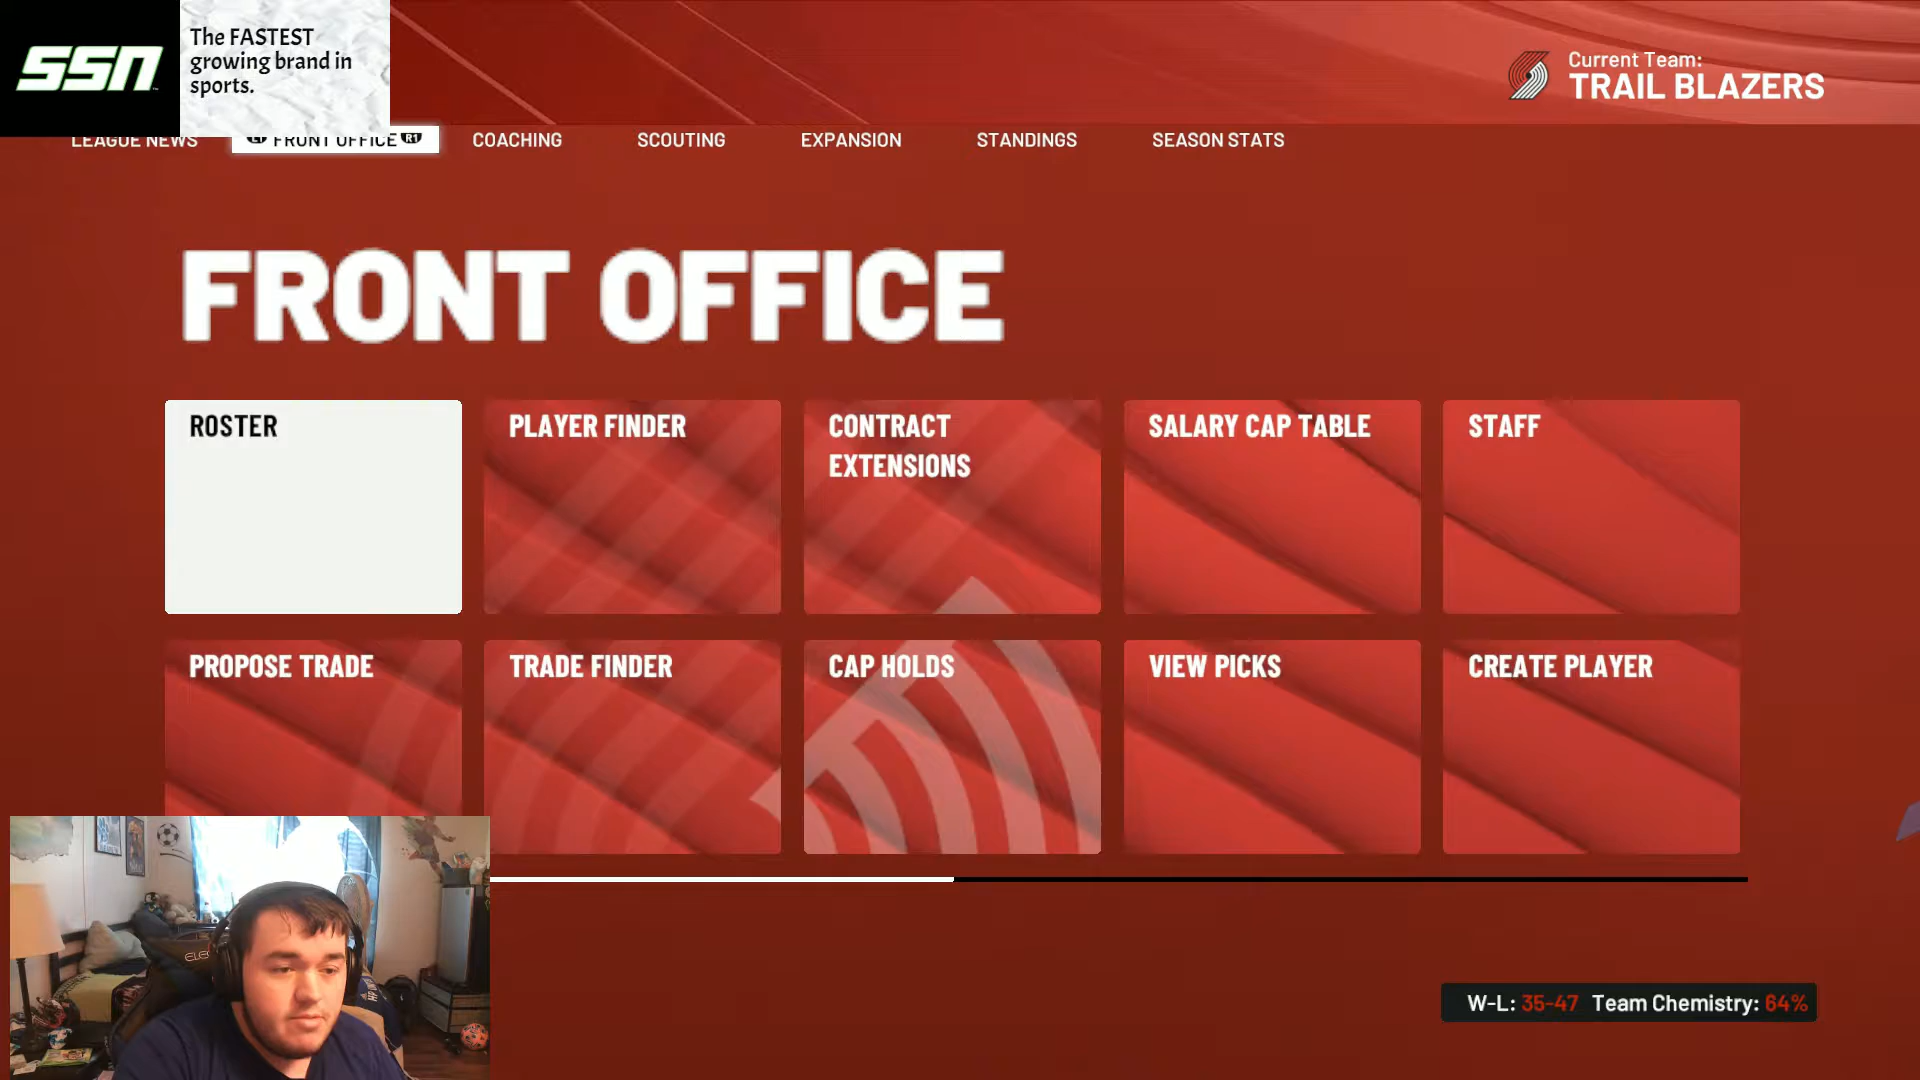 SSN
The FASTEST
growing brand in
sports.
Current Team:
TRAIL BLAZERS
LEAGUE NEWS
L1 FRONT OFFICE R1
COACHING
SCOUTING
EXPANSION
STANDINGS
SEASON STATS
FRONT OFFICE
ROSTER
PLAYER FINDER
CONTRACT
EXTENSIONS
SALARY CAP TABLE
STAFF
PROPOSE TRADE
TRADE FINDER
CAP HOLDS
VIEW PICKS
CREATE PLAYER
W-L: 35-47 Team Chemistry: 64%